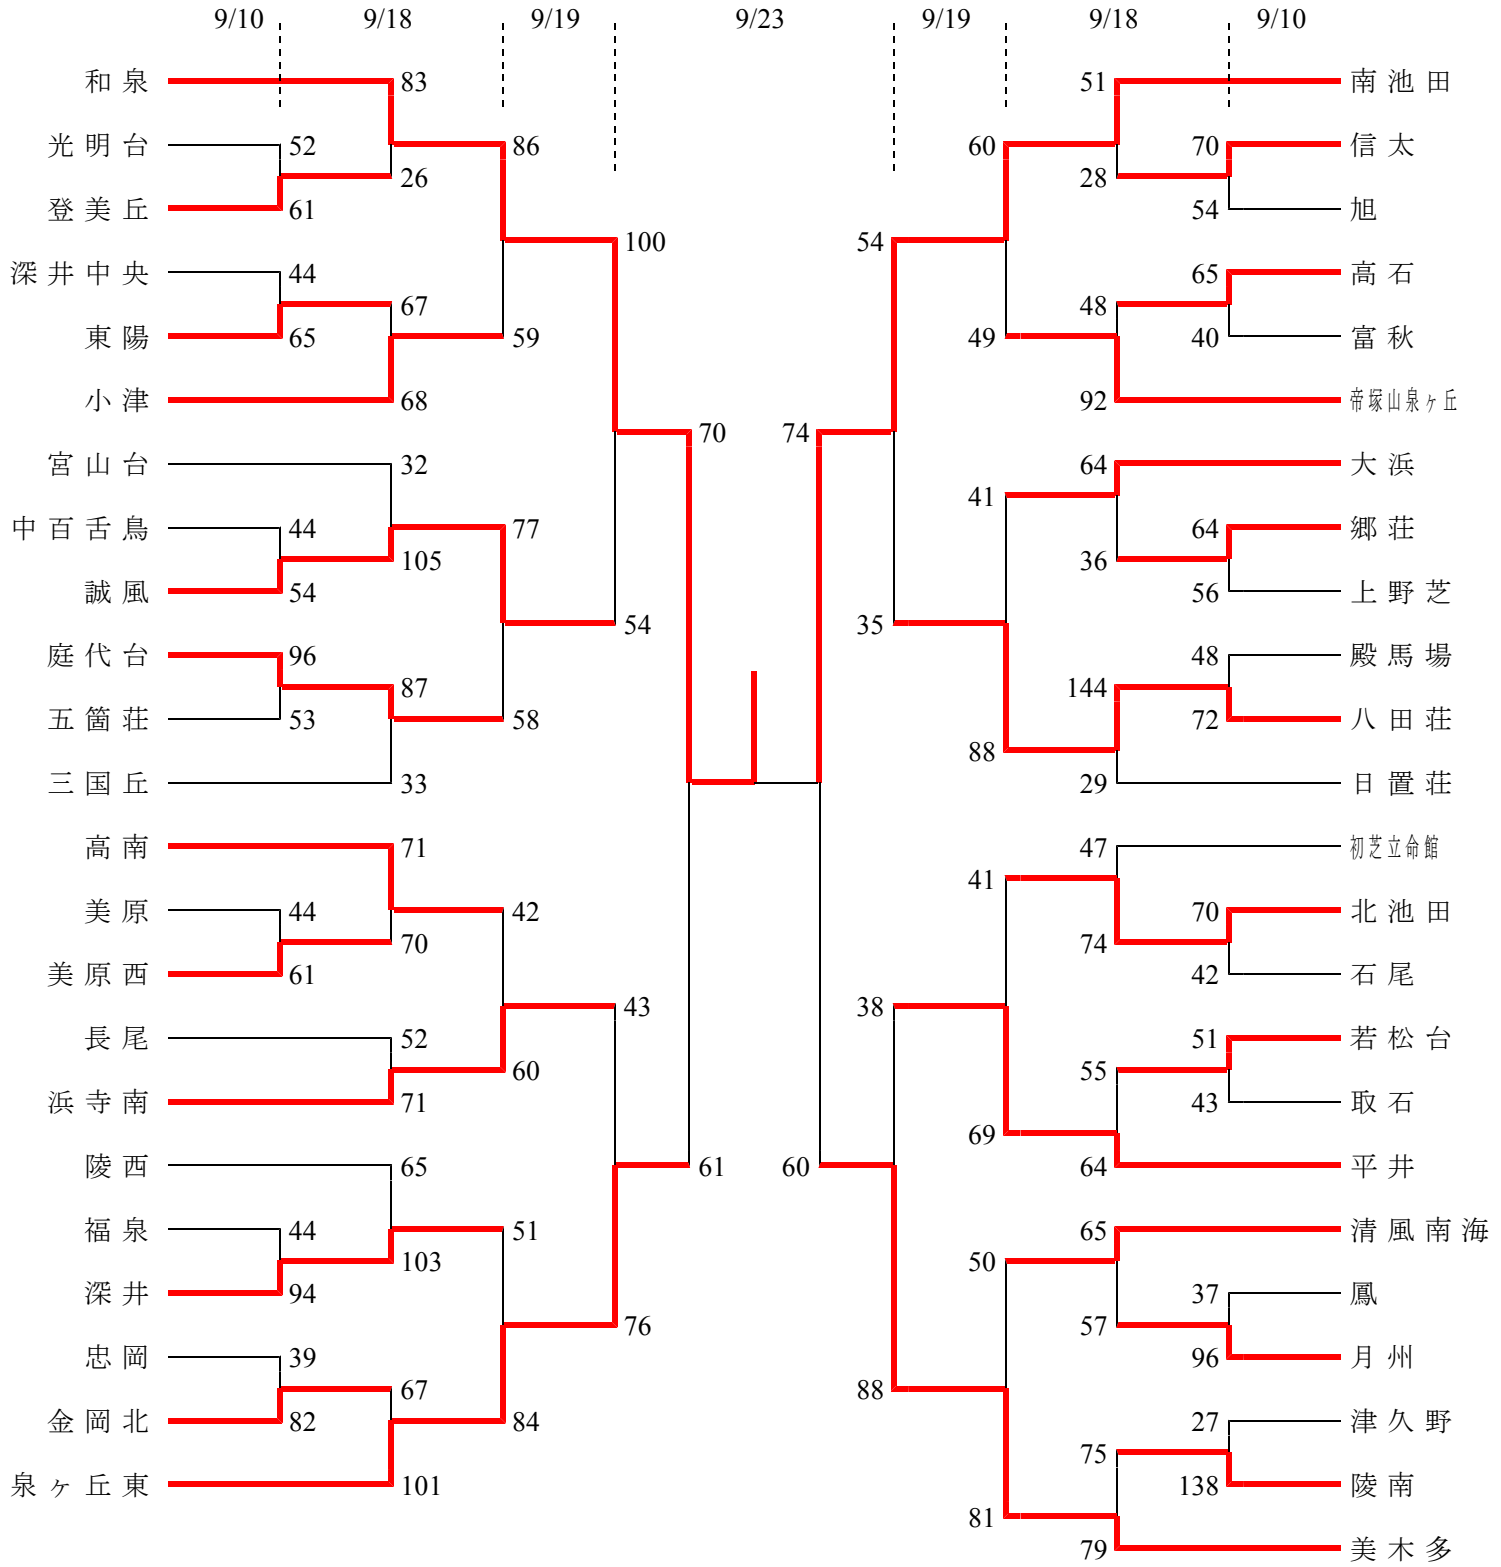 9/10 9/18 9/19 9/23 9/19 9/18 9/10
和泉 83 51 南池田
光明台 52 86 60 70 信太
26 28
登美丘 61 54 旭
100 54
深井中央 44 65 高石
67 48
東陽 65 59 49 40 富秋
小津 68 92 帝塚山泉ヶ丘
70 74
宮山台 32 64 大浜
41
中百舌鳥 44 77 64 郷荘
105 36
誠風 54 56 上野芝
54 35
庭代台 96 48 殿馬場
87 144
五箇荘 53 58 72 八田荘
88
三国丘 33 29 日置荘
高南 71 47 初芝立命館
41
美原 44 42 70 北池田
70 74
美原西 61 42 石尾
43 38
長尾 52 51 若松台
60 55
浜寺南 71 43 取石
69
陵西 65 61 60 64 平井
福泉 44 51 65 清風南海
103 50
深井 94 37 鳳
76 57
忠岡 39 96 月州
67 88
金岡北 82 84 27 津久野
75
泉ヶ丘東 101 138 陵南
81
79 美木多